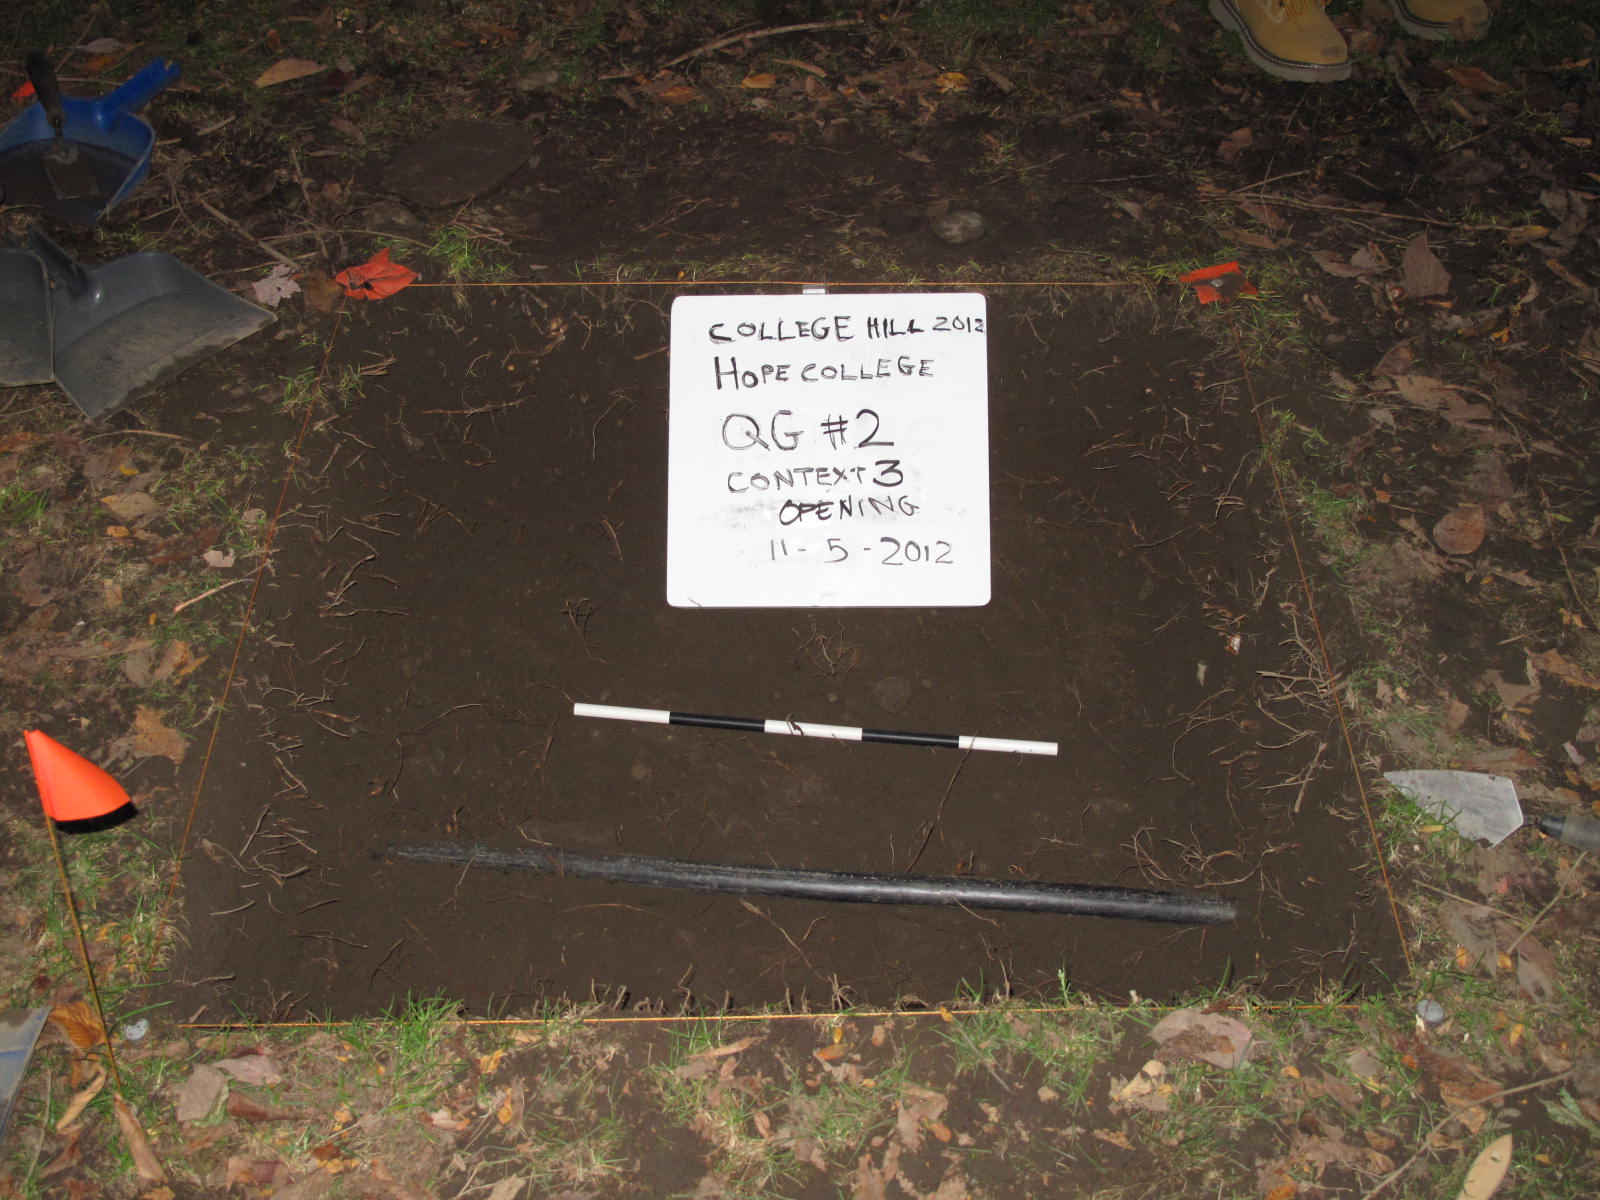 COLLEGE HILL 2012
HOPE COLLEGE
QG #2
CONTEXT 3
OPENING
11-5-2012